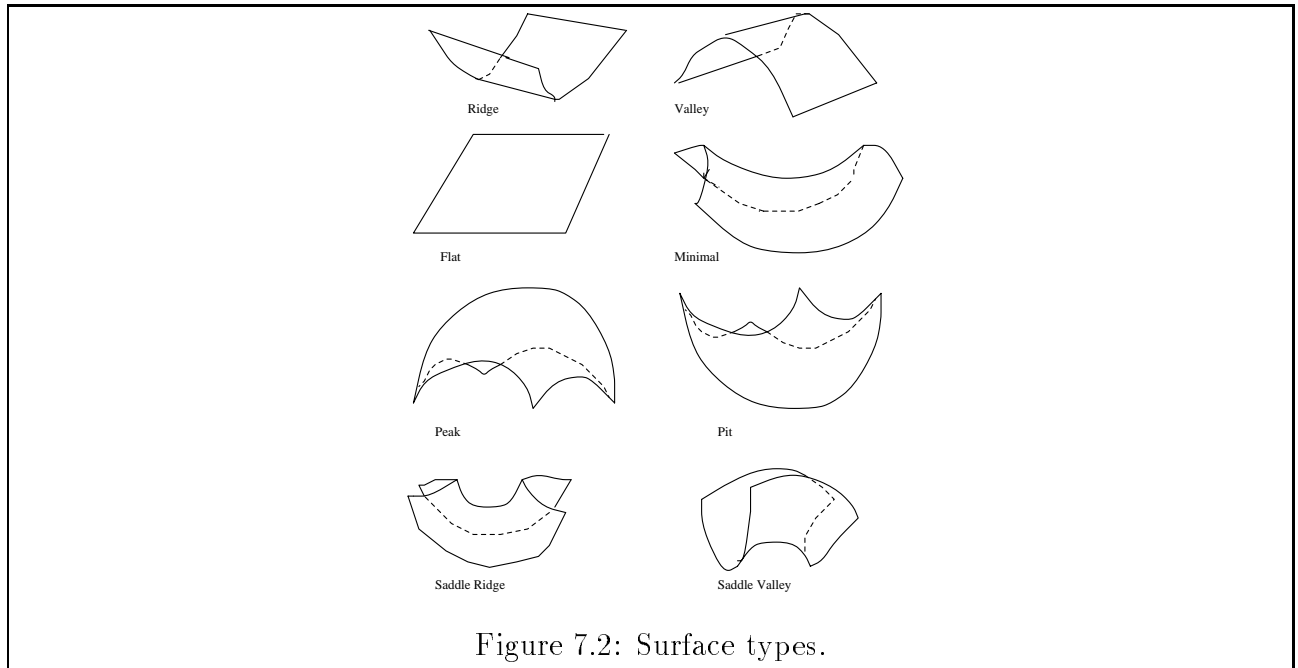 Ridge
Valley
Flat
Minimal
Peak
Pit
Saddle Ridge
Saddle Valley
Figure 7.2: Surface types.